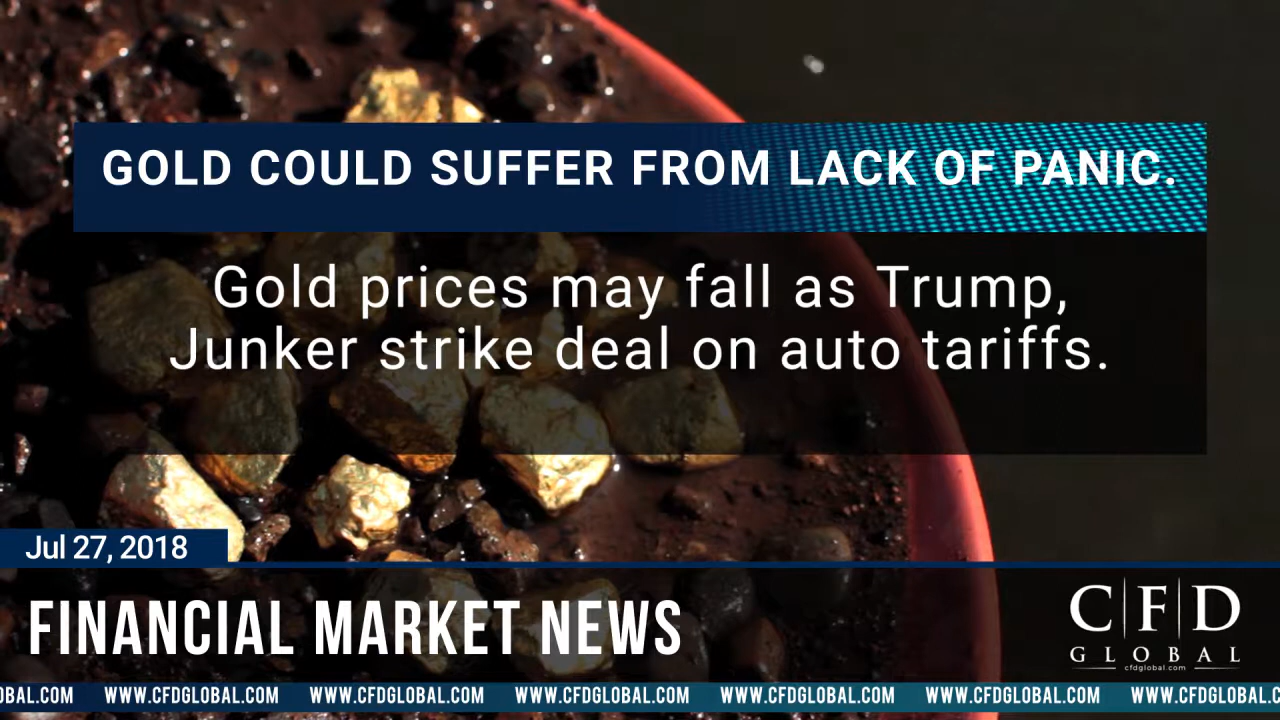 GOLD COULD SUFFER FROM LACK OF PANIC.
Gold prices may fall as Trump,
Junker strike deal on auto tariffs.
Jul 27, 2018
FINANCIAL MARKET NEWS
CFD
GLOBAL
cfdglobal.com
OBAL.COM WWW.CFDGLOBAL.COM WWW.CFDGLOBAL.COM WWW.CFDGLOBAL.COM WWW.CFDGLOBAL.COM WWW.CFDGLOBAL.COM WWW.CFDGLOBAL.C